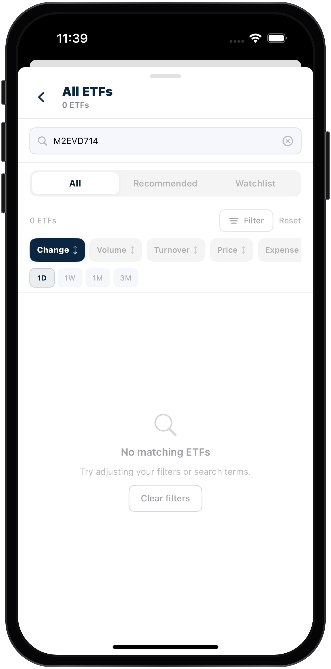 11:39
All ETFs
0 ETFs
M2EVD714
All Recommended Watchlist
0 ETFs Filter Reset
Change Volume Turnover Price Expense
1D 1W 1M 3M
No matching ETFs
Try adjusting your filters or search terms.
Clear filters